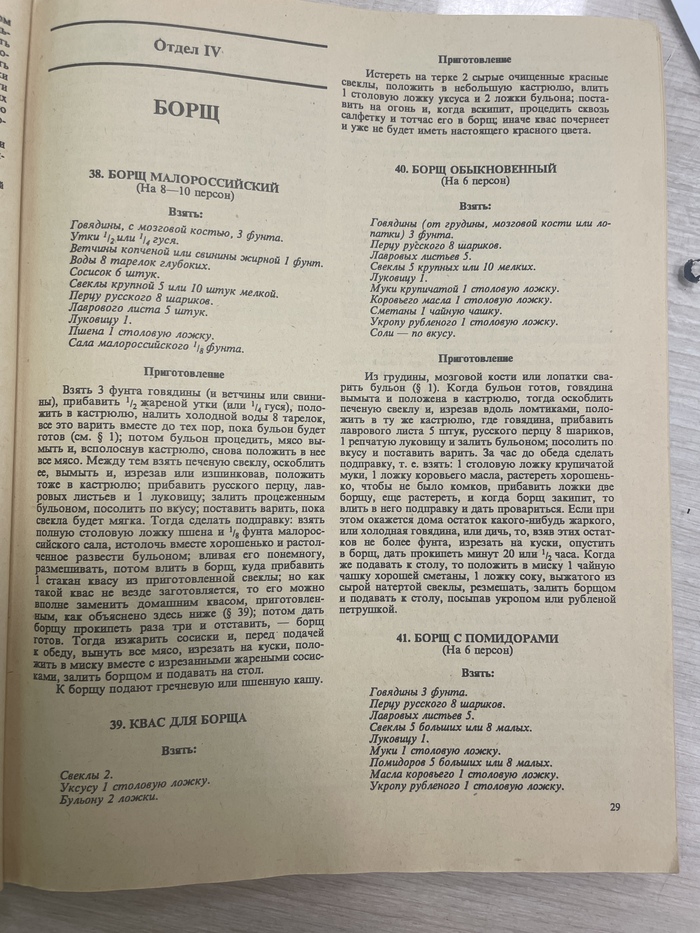 Отдел IV
БОРЩ
38. БОРЩ МАЛОРОССИЙСКИЙ
(На 8—10 персон)
Взять:
Говядины, с мозговой костью, 3 фунта.
Утки 1/2 или 1/4 гуся.
Ветчины копченой или свинины жирной 1 фунт.
Воды 8 тарелок глубоких.
Сосисок 6 штук.
Свеклы крупной 5 или 10 штук мелкой.
Перцу русского 8 шариков.
Лаврового листа 5 штук.
Луковицу 1.
Пшена 1 столовую ложку.
Сала малороссийского 1/8 фунта.
Приготовление
Взять 3 фунта говядины (и ветчины или свини-
ны), прибавить 1/2 жареной утки (или 1/4 гуся), поло-
жить в кастрюлю, налить холодной воды 8 тарелок,
все это варить вместе до тех пор, пока бульон будет
готов (см. § 1); потом бульон процедить, мясо вы-
мыть и, всполоснув кастрюлю, снова положить в нее
все мясо. Между тем взять печеную свеклу, оскоблить
ее, вымыть и, изрезав или изшинковав, положить
тоже в кастрюлю; прибавить русского перцу, лав-
ровых листьев и 1 луковицу; залить процеженным
бульоном, посолить по вкусу; поставить варить, пока
свекла будет мягка. Тогда сделать подправку: взять
полную столовую ложку пшена и 1/8 фунта малорос-
сийского сала, истолочь вместе хорошенько и растол-
ченное развести бульоном; вливая его понемногу,
размешивать, потом влить в борщ, куда прибавить
1 стакан квасу из приготовленной свеклы; но как
такой квас не везде заготовляется, то его можно
вполне заменить домашним квасом, приготовлен-
ным, как объяснено здесь ниже (§ 39); потом дать
борщу прокипеть раза три и отставить, — борщ
готов. Тогда изжарить сосиски и, перед подачей
к обеду, вынуть все мясо, изрезать на куски, поло-
жить в миску вместе с изрезанными жареными сосис-
ками, залить борщом и подавать на стол.
К борщу подают гречневую или пшенную кашу.
39. КВАС ДЛЯ БОРЩА
Взять:
Свеклы 2.
Уксусу 1 столовую ложку.
Бульону 2 ложки.
Приготовление
Истереть на терке 2 сырые очищенные красные
свеклы, положить в небольшую кастрюлю, влить
1 столовую ложку уксуса и 2 ложки бульона; поста-
вить на огонь и, когда вскипит, процедить сквозь
салфетку и тотчас его в борщ; иначе квас почернеет
и уже не будет иметь настоящего красного цвета.
40. БОРЩ ОБЫКНОВЕННЫЙ
(На 6 персон)
Взять:
Говядины (от грудины, мозговой кости или ло-
патки) 3 фунта.
Перцу русского 8 шариков.
Лавровых листьев 5.
Свеклы 5 крупных или 10 мелких.
Луковицу 1.
Муки крупичатой 1 столовую ложку.
Коровьего масла 1 столовую ложку.
Сметаны 1 чайную чашку.
Укропу рубленого 1 столовую ложку.
Соли — по вкусу.
Приготовление
Из грудины, мозговой кости или лопатки сва-
рить бульон (§ 1). Когда бульон готов, говядина
вымыта и положена в кастрюлю, тогда оскоблить
печеную свеклу и, изрезав вдоль ломтиками, поло-
жить в ту же кастрюлю, где говядина, прибавить
лаврового листа 5 штук, русского перцу 8 шариков,
1 репчатую луковицу и залить бульоном; посолить по
вкусу и поставить варить. За час до обеда сделать
подправку, т. е. взять: 1 столовую ложку крупичатой
муки, 1 ложку коровьего масла, растереть хорошень-
ко, чтобы не было комков, прибавить ложки две
борщу, еще растереть, и когда борщ закипит, то
влить в него подправку и дать провариться. Если при
этом окажется дома остаток какого-нибудь жаркого,
или холодная говядина, или дичь, то, взяв этих остат-
ков не более фунта, изрезать на куски, опустить
в борщ, дать прокипеть минут 20 или 1/2 часа. Когда
же подавать к столу, то положить в миску 1 чайную
чашку хорошей сметаны, 1 ложку соку, выжатого из
сырой натертой свеклы, резмешать, залить борщом
и подавать к столу, посыпав укропом или рубленой
петрушкой.
41. БОРЩ С ПОМИДОРАМИ
(На 6 персон)
Взять:
Говядины 3 фунта.
Перцу русского 8 шариков.
Лавровых листьев 5.
Свеклы 5 больших или 8 малых.
Луковицу 1.
Муки 1 столовую ложку.
Помидоров 5 больших или 8 малых.
Масла коровьего 1 столовую ложку.
Укропу рубленого 1 столовую ложку.
29